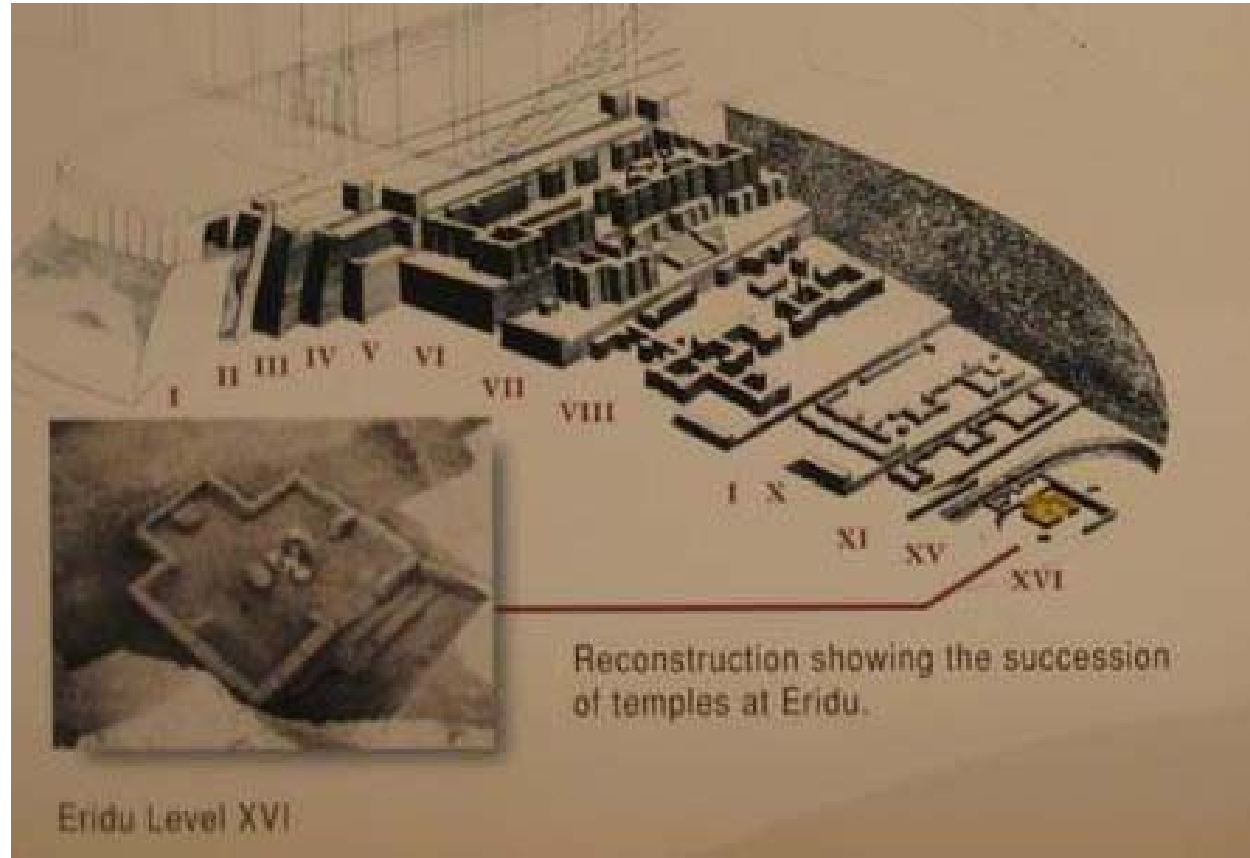 I II III IV V VI VII VIII I X XI XV XVI
Reconstruction showing the succession
of temples at Eridu.
Eridu Level XVI